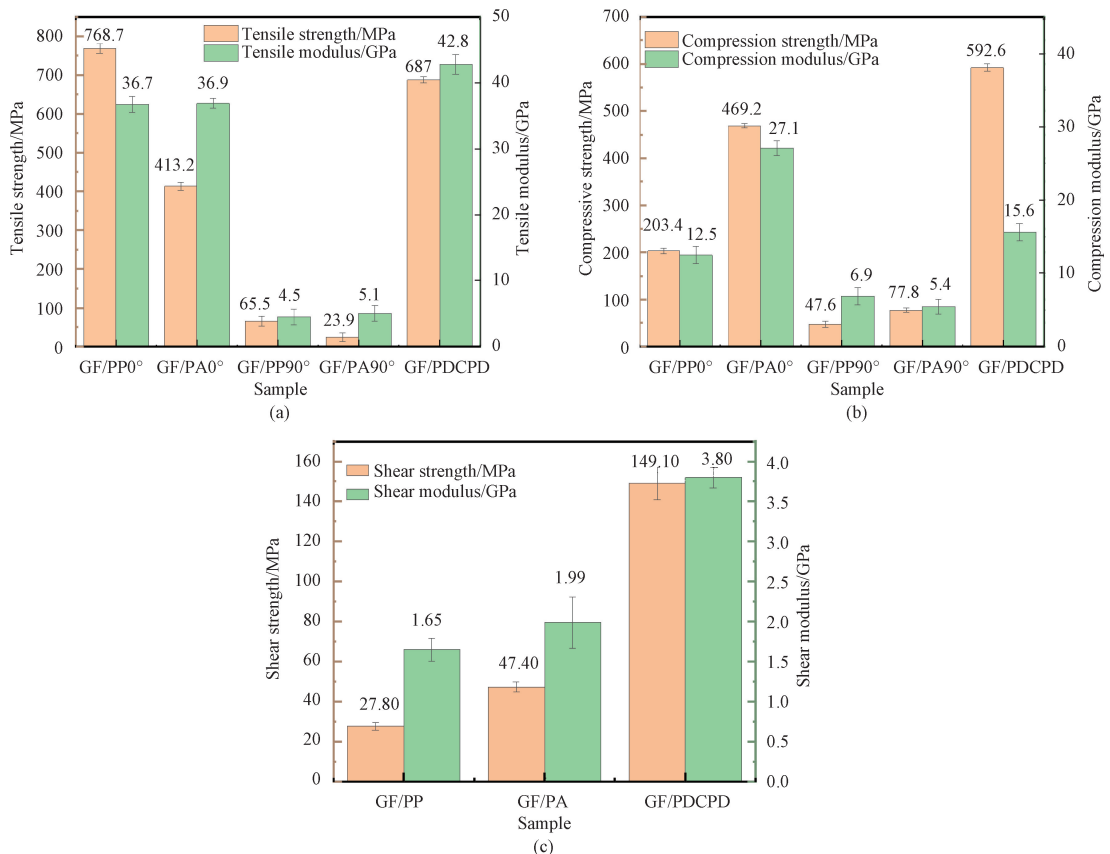 Tensile strength/MPa
Tensile modulus/GPa
768.7
36.7
413.2
36.9
65.5
4.5
23.9
5.1
687
42.8
800
700
600
500
400
300
200
100
0
50
40
30
20
10
0
Tensile strength/MPa
Tensile modulus/GPa
GF/PP0°
GF/PA0°
GF/PP90°
GF/PA90°
GF/PDCPD
Sample
(a)
Compression strength/MPa
Compression modulus/GPa
203.4
12.5
469.2
27.1
47.6
6.9
77.8
5.4
592.6
15.6
700
600
500
400
300
200
100
0
40
30
20
10
0
Compressive strength/MPa
Compression modulus/GPa
GF/PP0°
GF/PA0°
GF/PP90°
GF/PA90°
GF/PDCPD
Sample
(b)
Shear strength/MPa
Shear modulus/GPa
27.80
1.65
47.40
1.99
149.10
3.80
160
140
120
100
80
60
40
20
0
4.0
3.5
3.0
2.5
2.0
1.5
1.0
0.5
0.0
Shear strength/MPa
Shear modulus/GPa
GF/PP
GF/PA
GF/PDCPD
Sample
(c)